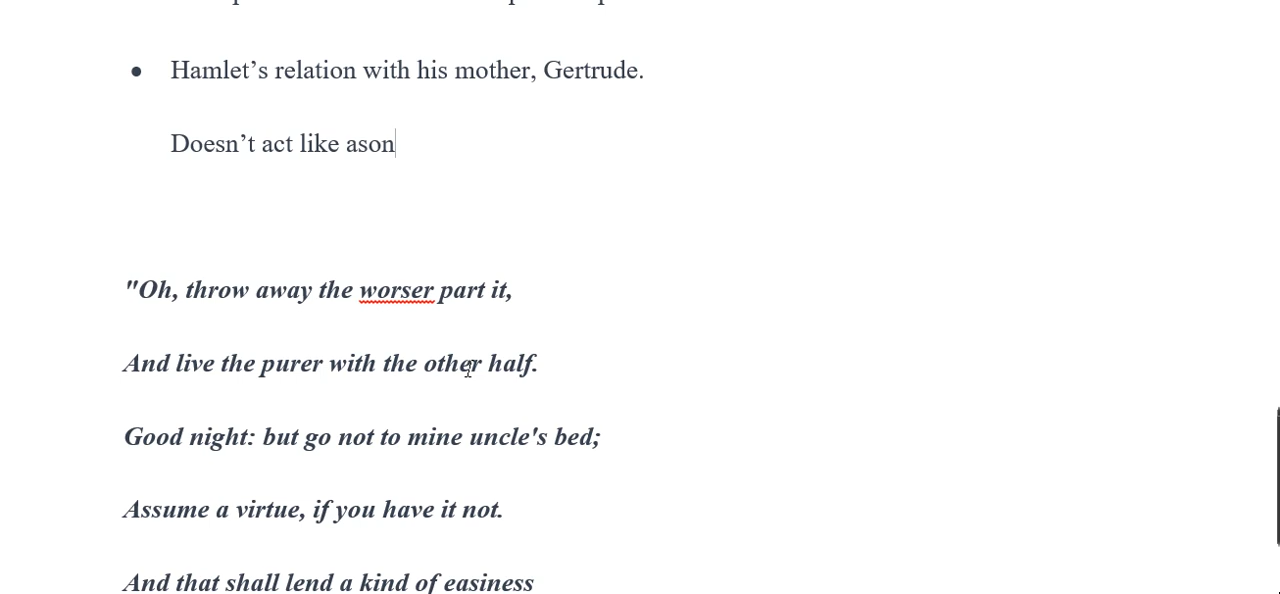 ● Hamlet’s relation with his mother, Gertrude.
Doesn’t act like ason
"Oh, throw away the worser part it,
And live the purer with the other half.
Good night: but go not to mine uncle's bed;
Assume a virtue, if you have it not.
And that shall lend a kind of easiness